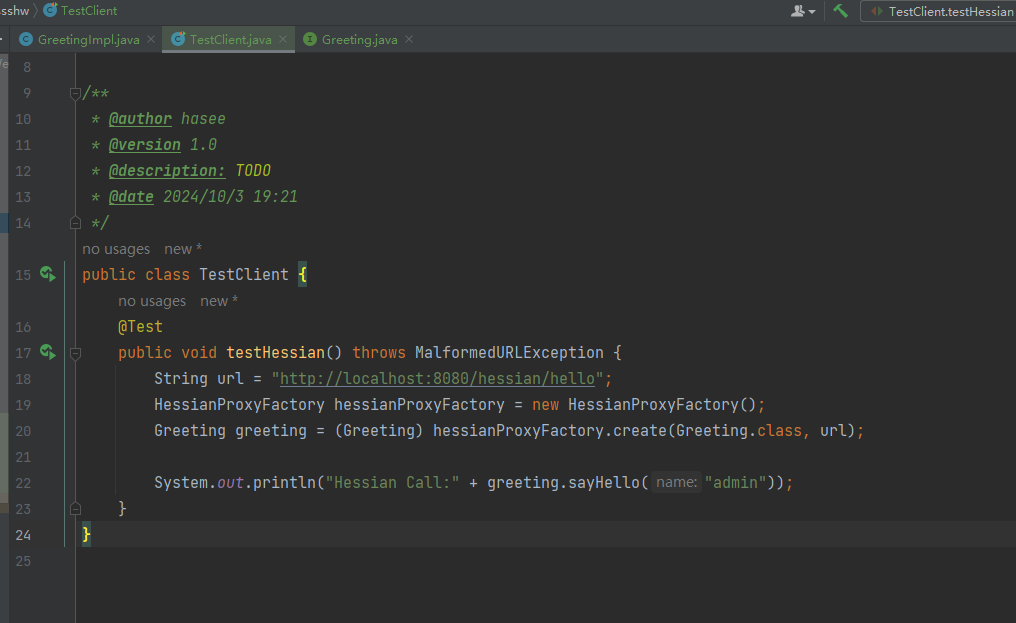 sshw TestClient TestClient.testHessian
GreetingImpl.java TestClient.java Greeting.java
8
9 /**
10 * @author hasee
11 * @version 1.0
12 * @description: TODO
13 * @date 2024/10/3 19:21
14 */
no usages new *
15 public class TestClient {
no usages new *
16 @Test
17 public void testHessian() throws MalformedURLException {
18 String url = "http://localhost:8080/hessian/hello";
19 HessianProxyFactory hessianProxyFactory = new HessianProxyFactory();
20 Greeting greeting = (Greeting) hessianProxyFactory.create(Greeting.class, url);
21
22 System.out.println("Hessian Call:" + greeting.sayHello( name: "admin"));
23 }
24 }
25